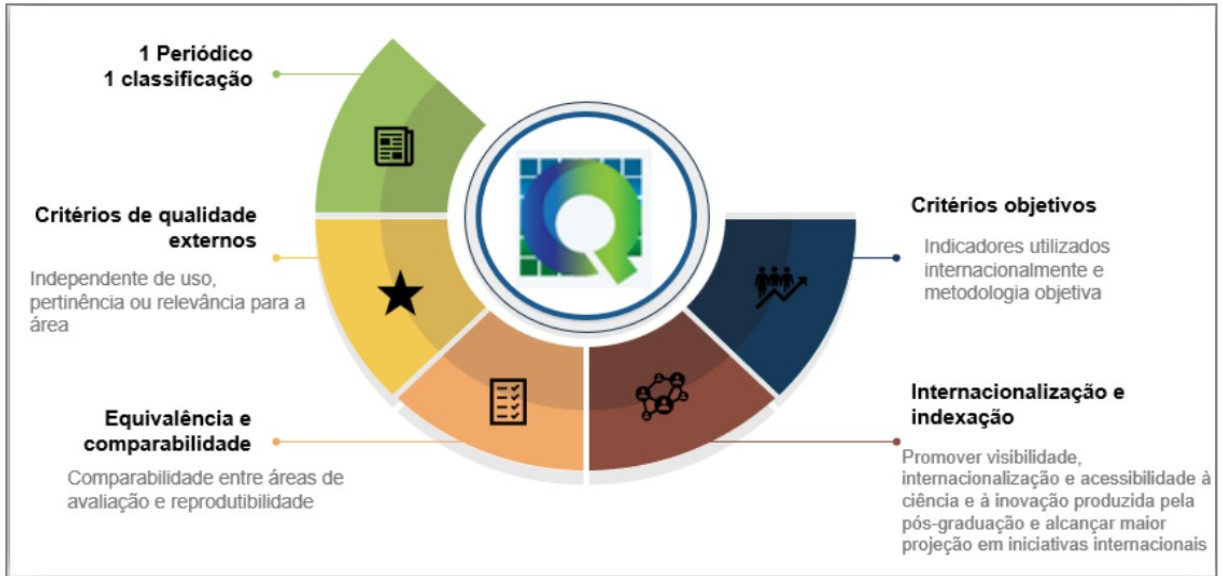 1 Periódico
1 classificação
Critérios de qualidade
externos
Independente de uso,
pertinência ou relevância para a
área
Equivalência e
comparabilidade
Comparabilidade entre áreas de
avaliação e reprodutibilidade
Critérios objetivos
Indicadores utilizados
internacionalmente e
metodologia objetiva
Internacionalização e
indexação
Promover visibilidade,
internacionalização e acessibilidade à
ciência e à inovação produzida pela
pós-graduação e alcançar maior
projeção em iniciativas internacionais